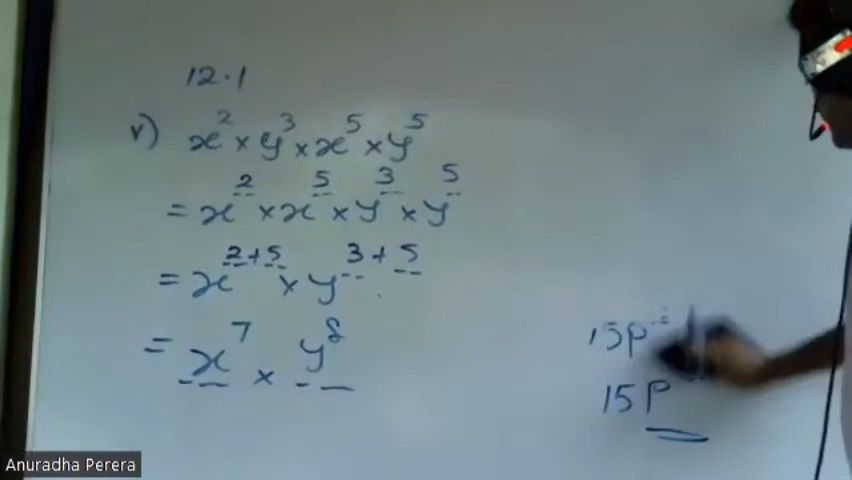 12.1
v) x² × y³ × x⁵ × y⁵
= x² × x⁵ × y³ × y⁵
= x²⁺⁵ × y³⁺⁵
= x⁷ × y⁸
15p
15p
Anuradha Perera